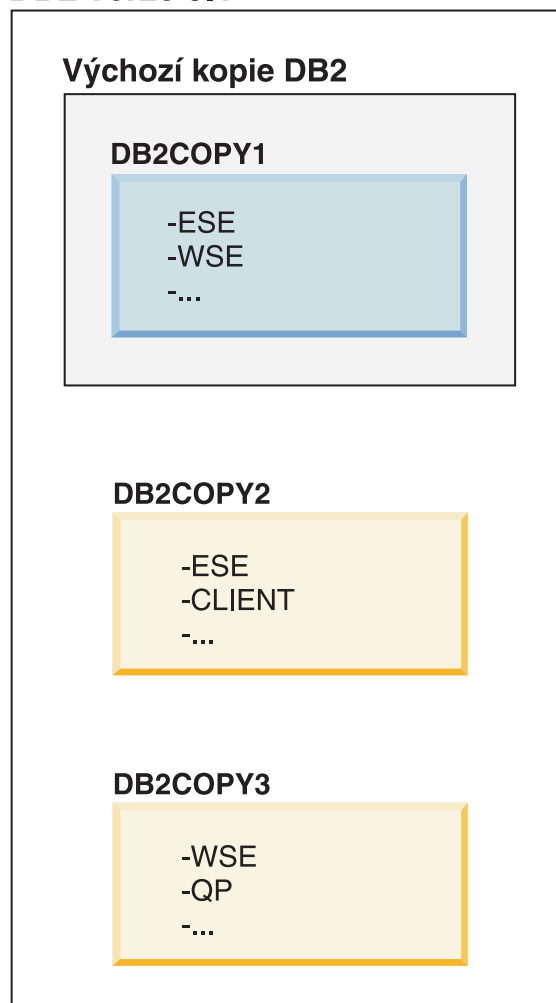 Výchozí kopie DB2
DB2COPY1
-ESE
-WSE
-...
DB2COPY2
-ESE
-CLIENT
-...
DB2COPY3
-WSE
-QP
-...